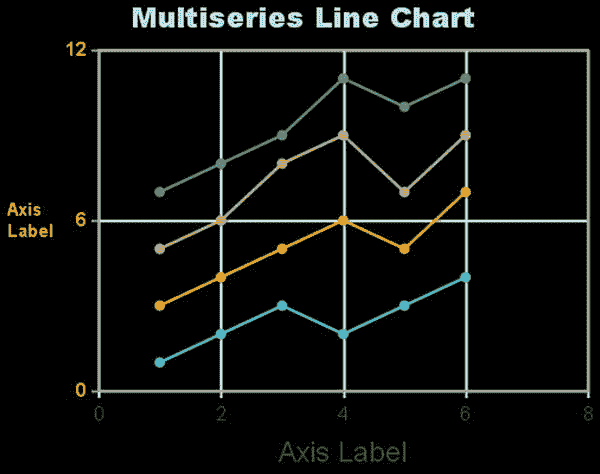 Multiseries Line Chart
12
Axis
Label
6
0
0 2 4 6 8
Axis Label